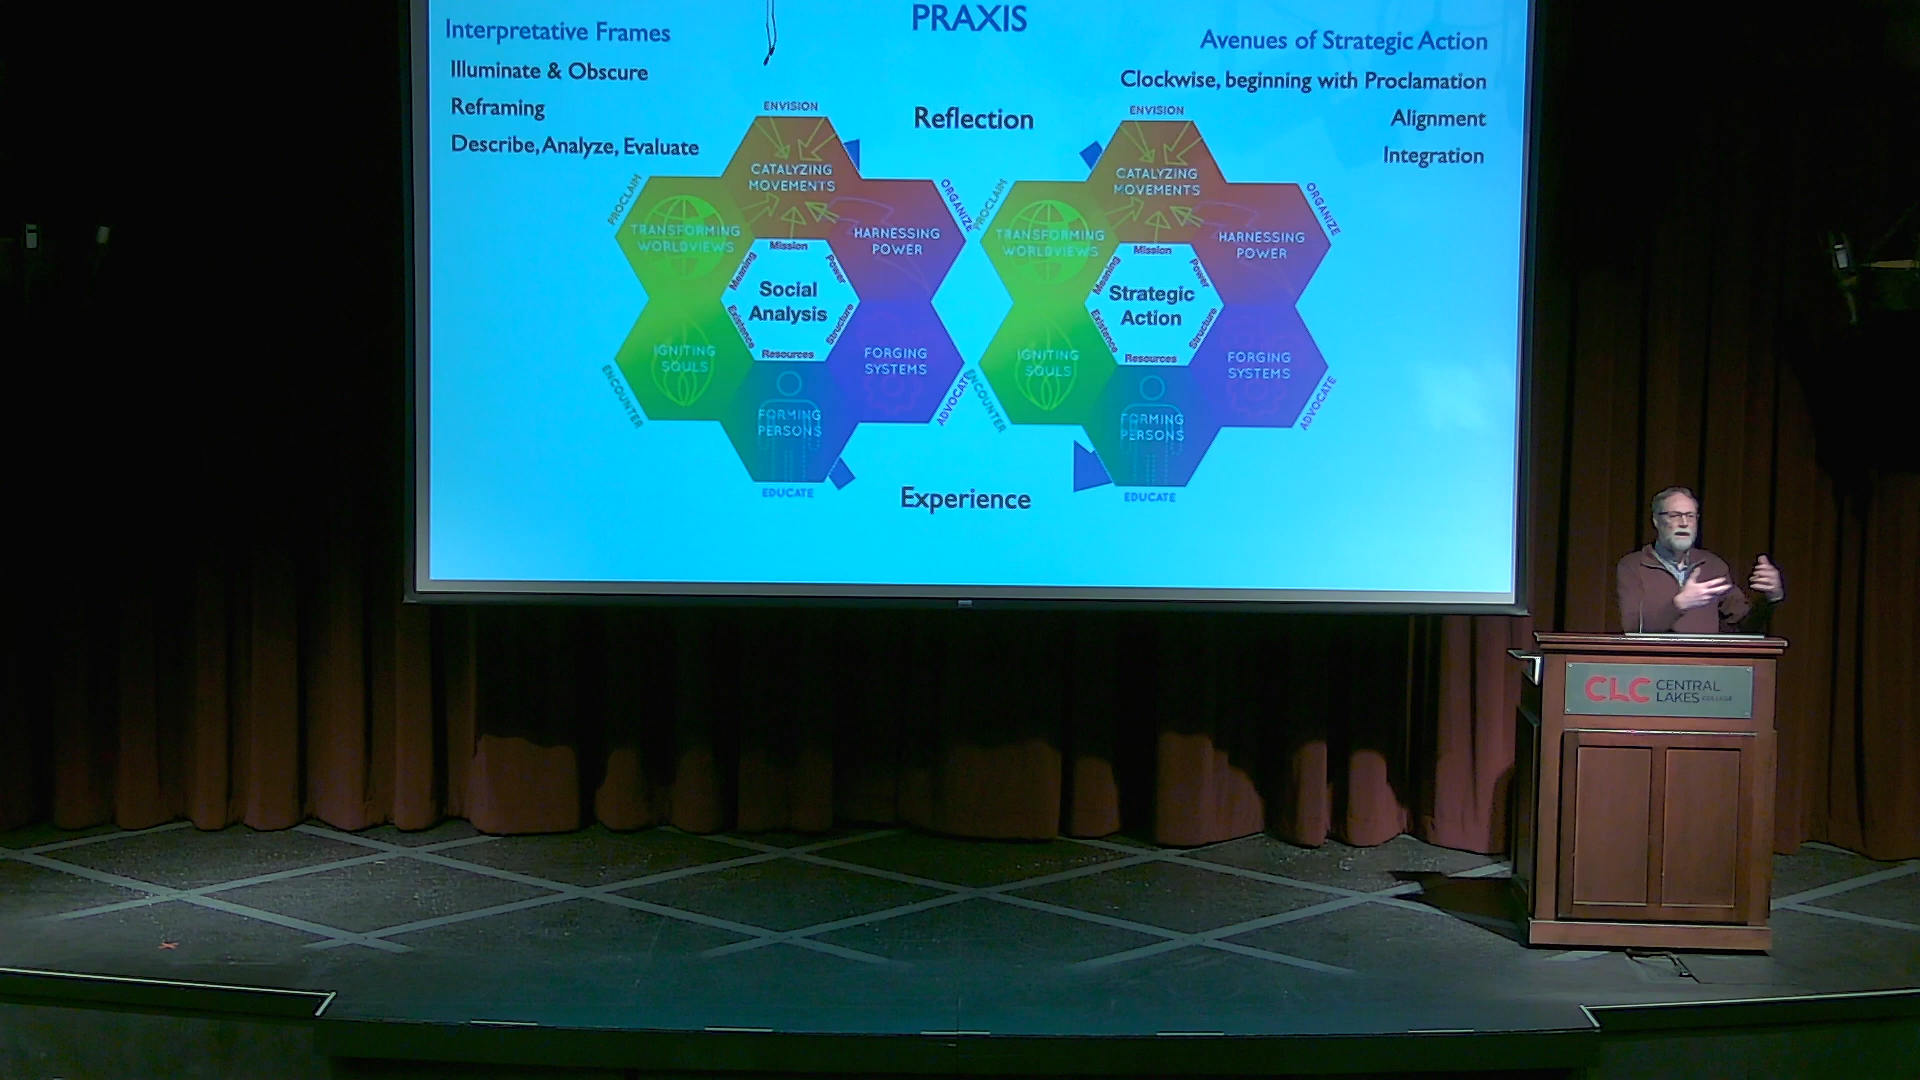 PRAXIS
Interpretative Frames
Illuminate & Obscure
Reframing
Describe, Analyze, Evaluate
Avenues of Strategic Action
Clockwise, beginning with Proclamation
Alignment
Integration
Reflection
ENVISION
CATALYZING
MOVEMENTS
PROCLAIM
TRANSFORMING
WORLDVIEWS
ORGANIZE
HARNESSING
POWER
Mission
Meaning
Power
Social
Analysis
Existence
Structure
Resources
IGNITING
SOULS
FORGING
SYSTEMS
ENCOUNTER
ADVOCATE
FORMING
PERSONS
EDUCATE
ENVISION
CATALYZING
MOVEMENTS
PROCLAIM
TRANSFORMING
WORLDVIEWS
ORGANIZE
HARNESSING
POWER
Mission
Meaning
Power
Strategic
Action
Existence
Structure
Resources
IGNITING
SOULS
FORGING
SYSTEMS
ENCOUNTER
ADVOCATE
FORMING
PERSONS
EDUCATE
Experience
CLC CENTRAL
LAKES COLLEGE